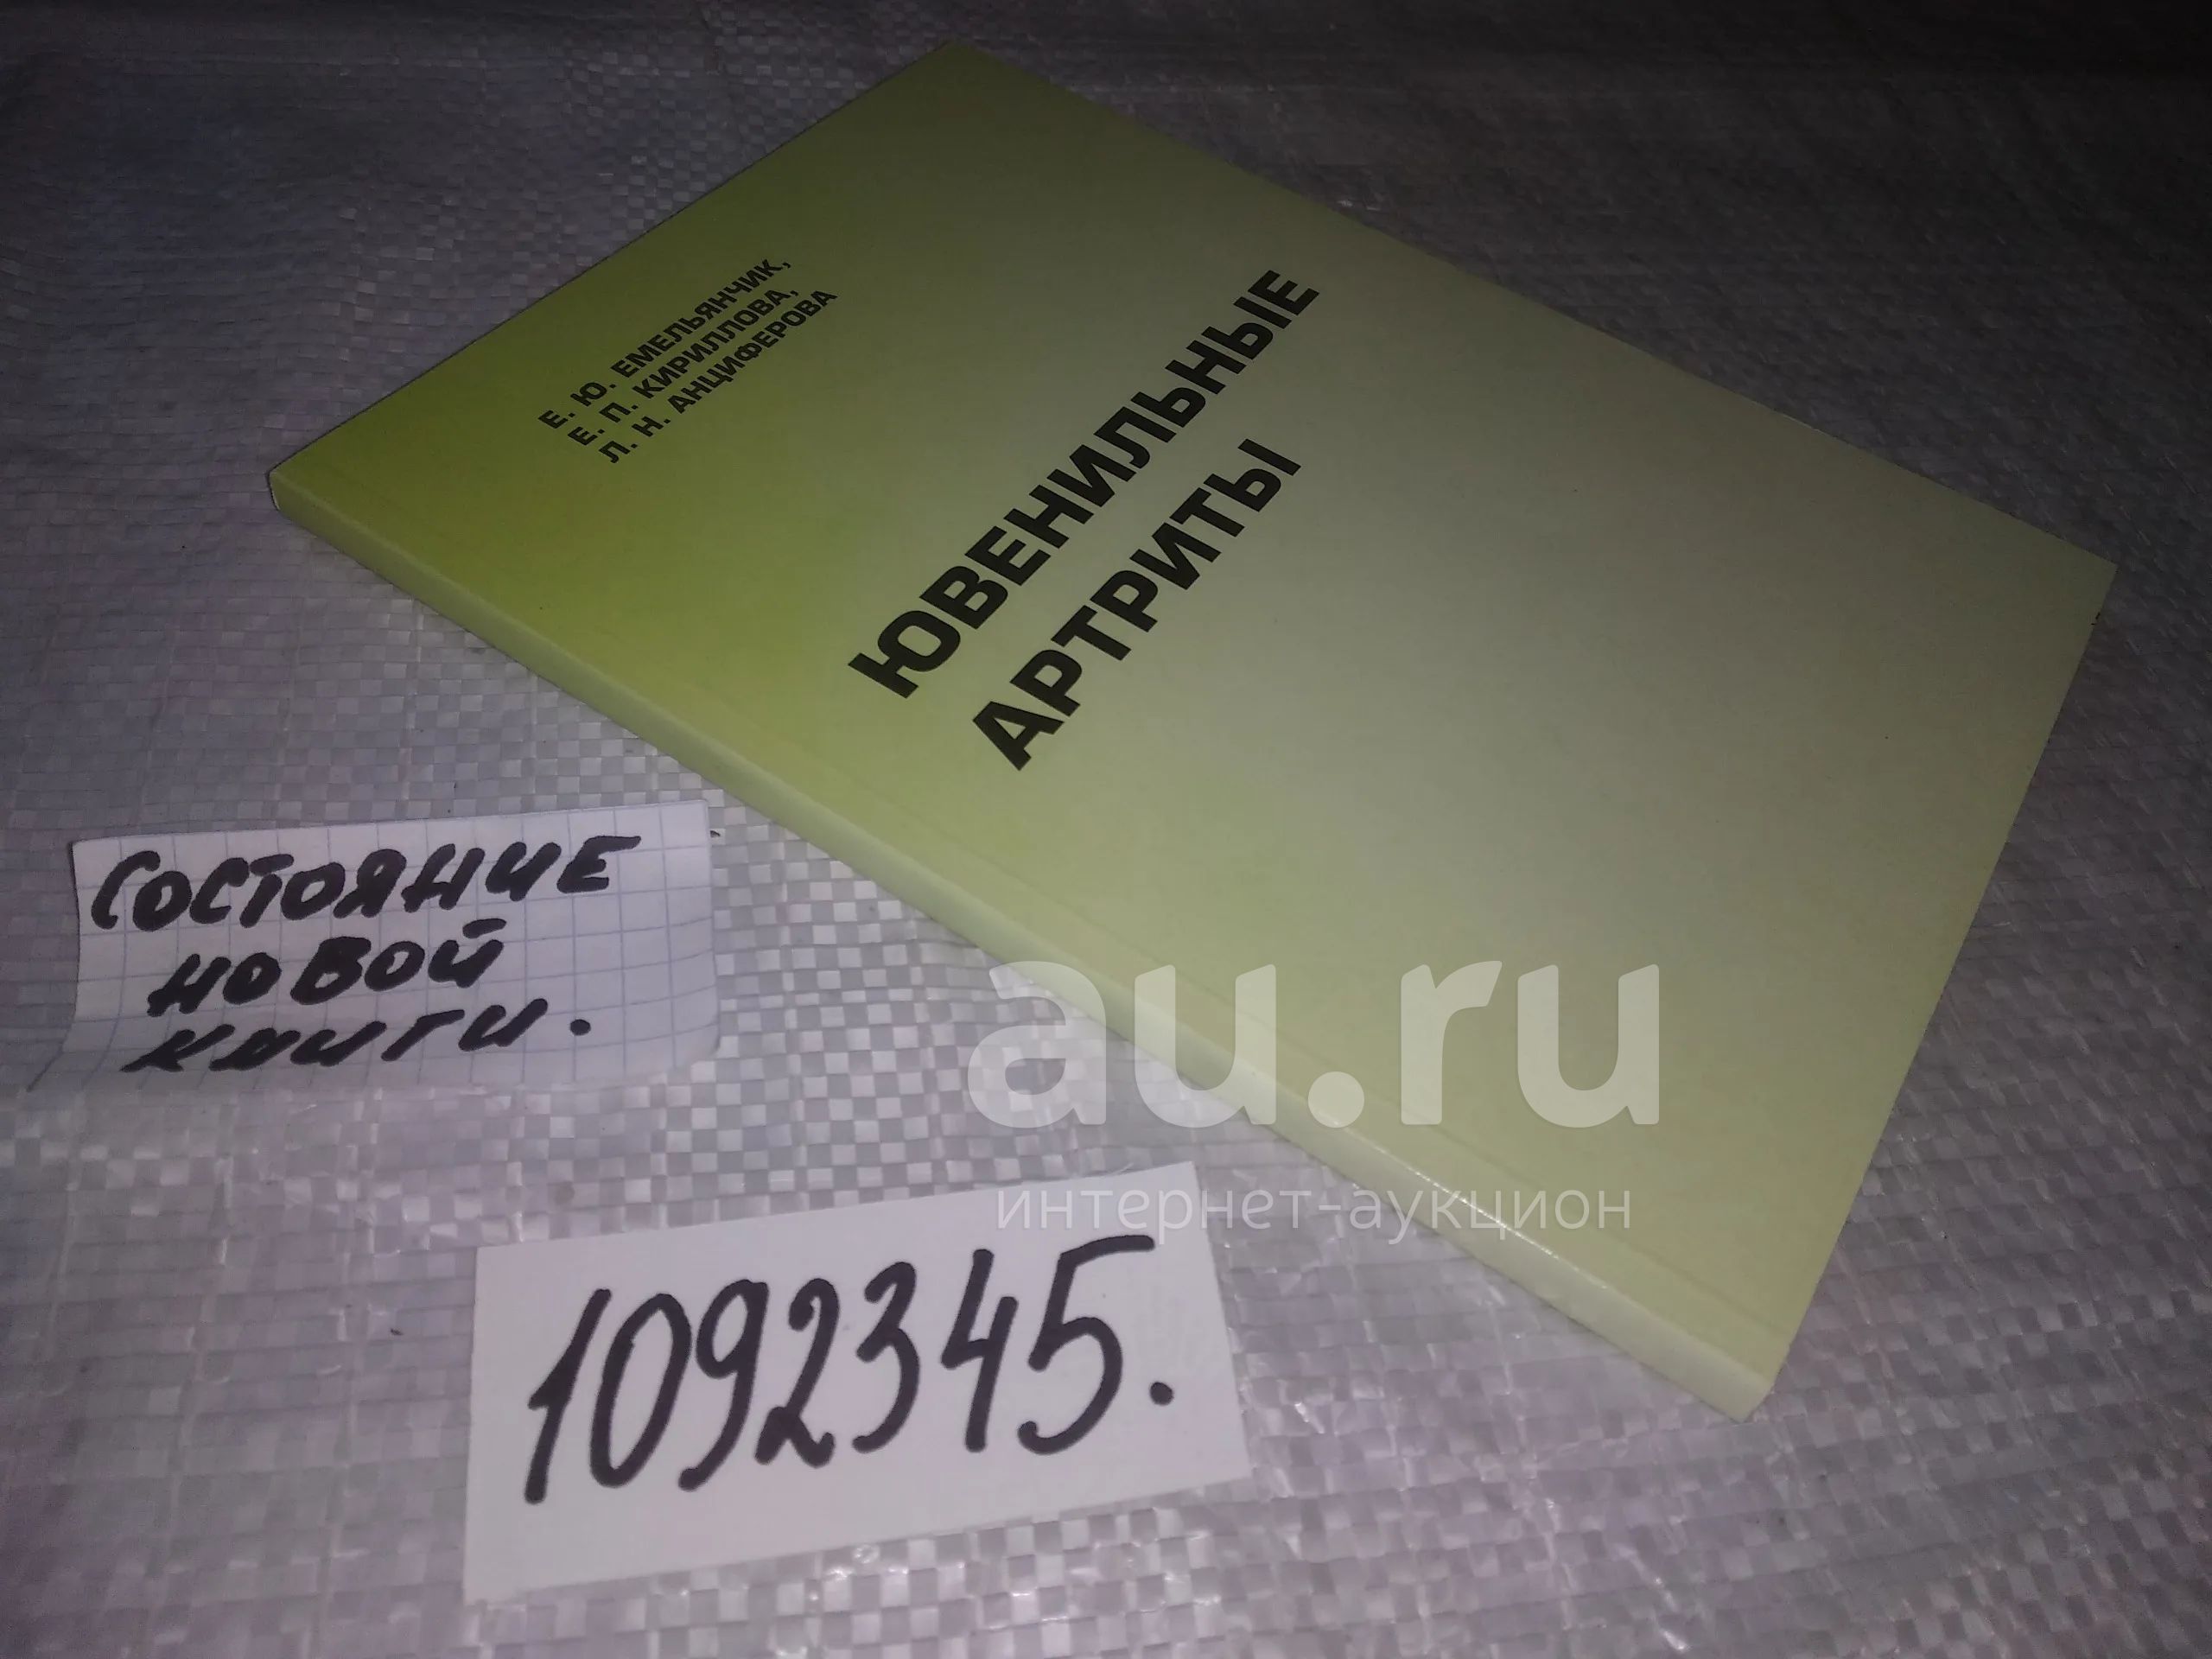 Е. Ю. ЕМЕЛЬЯНЧИК,
Е. П. КИРИЛЛОВА,
Л. Н. АНЦИФЕРОВА
ЮВЕНИЛЬНЫЕ
АРТРИТЫ
СОСТОЯНИЕ
НОВОЙ
КНИГИ.
au.ru
интернет-аукцион
1092345.